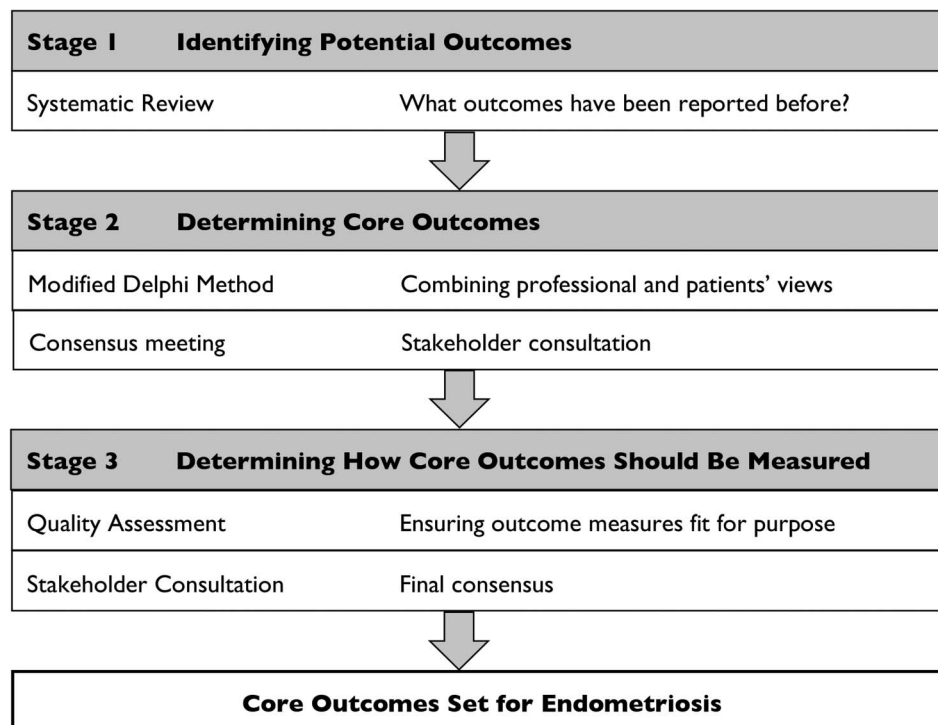 Stage 1 Identifying Potential Outcomes
Systematic Review What outcomes have been reported before?
Stage 2 Determining Core Outcomes
Modified Delphi Method Combining professional and patients' views
Consensus meeting Stakeholder consultation
Stage 3 Determining How Core Outcomes Should Be Measured
Quality Assessment Ensuring outcome measures fit for purpose
Stakeholder Consultation Final consensus
Core Outcomes Set for Endometriosis